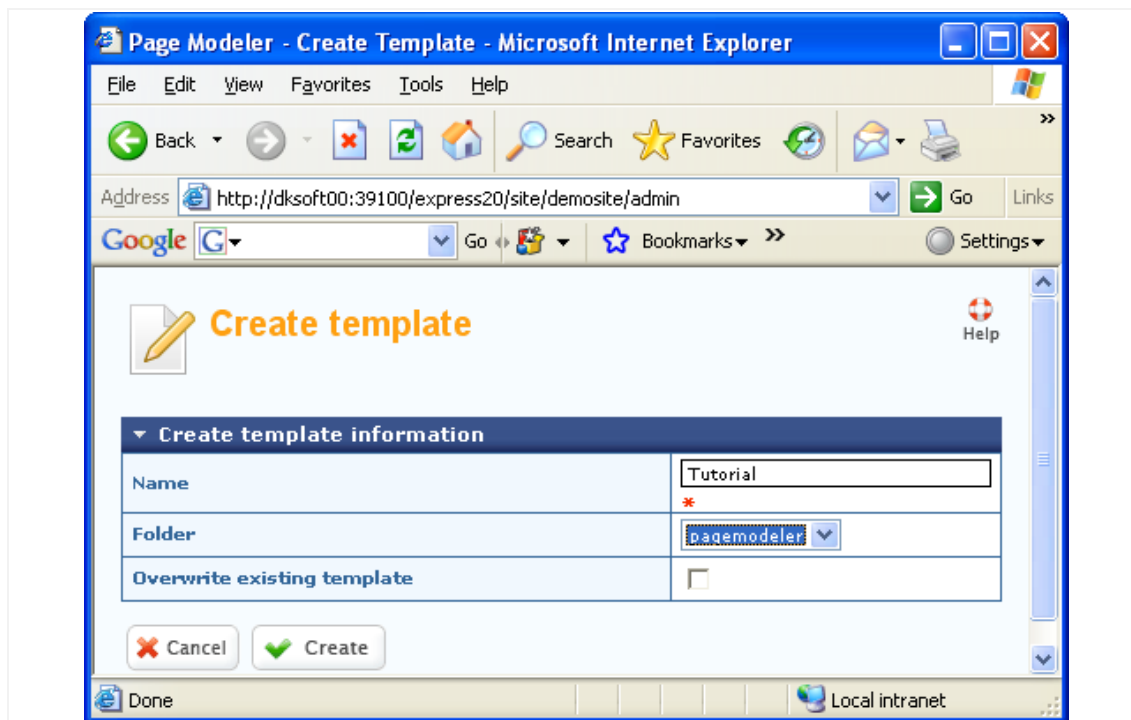 Page Modeler - Create Template - Microsoft Internet Explorer
File Edit View Favorites Tools Help
Back Search Favorites »
Address http://dksoft00:39100/express20/site/demosite/admin Go Links
Google G Go Bookmarks » Settings
Create template
Help
Create template information
Name Tutorial
*
Folder pagemodeler
Overwrite existing template
Cancel Create
Done Local intranet